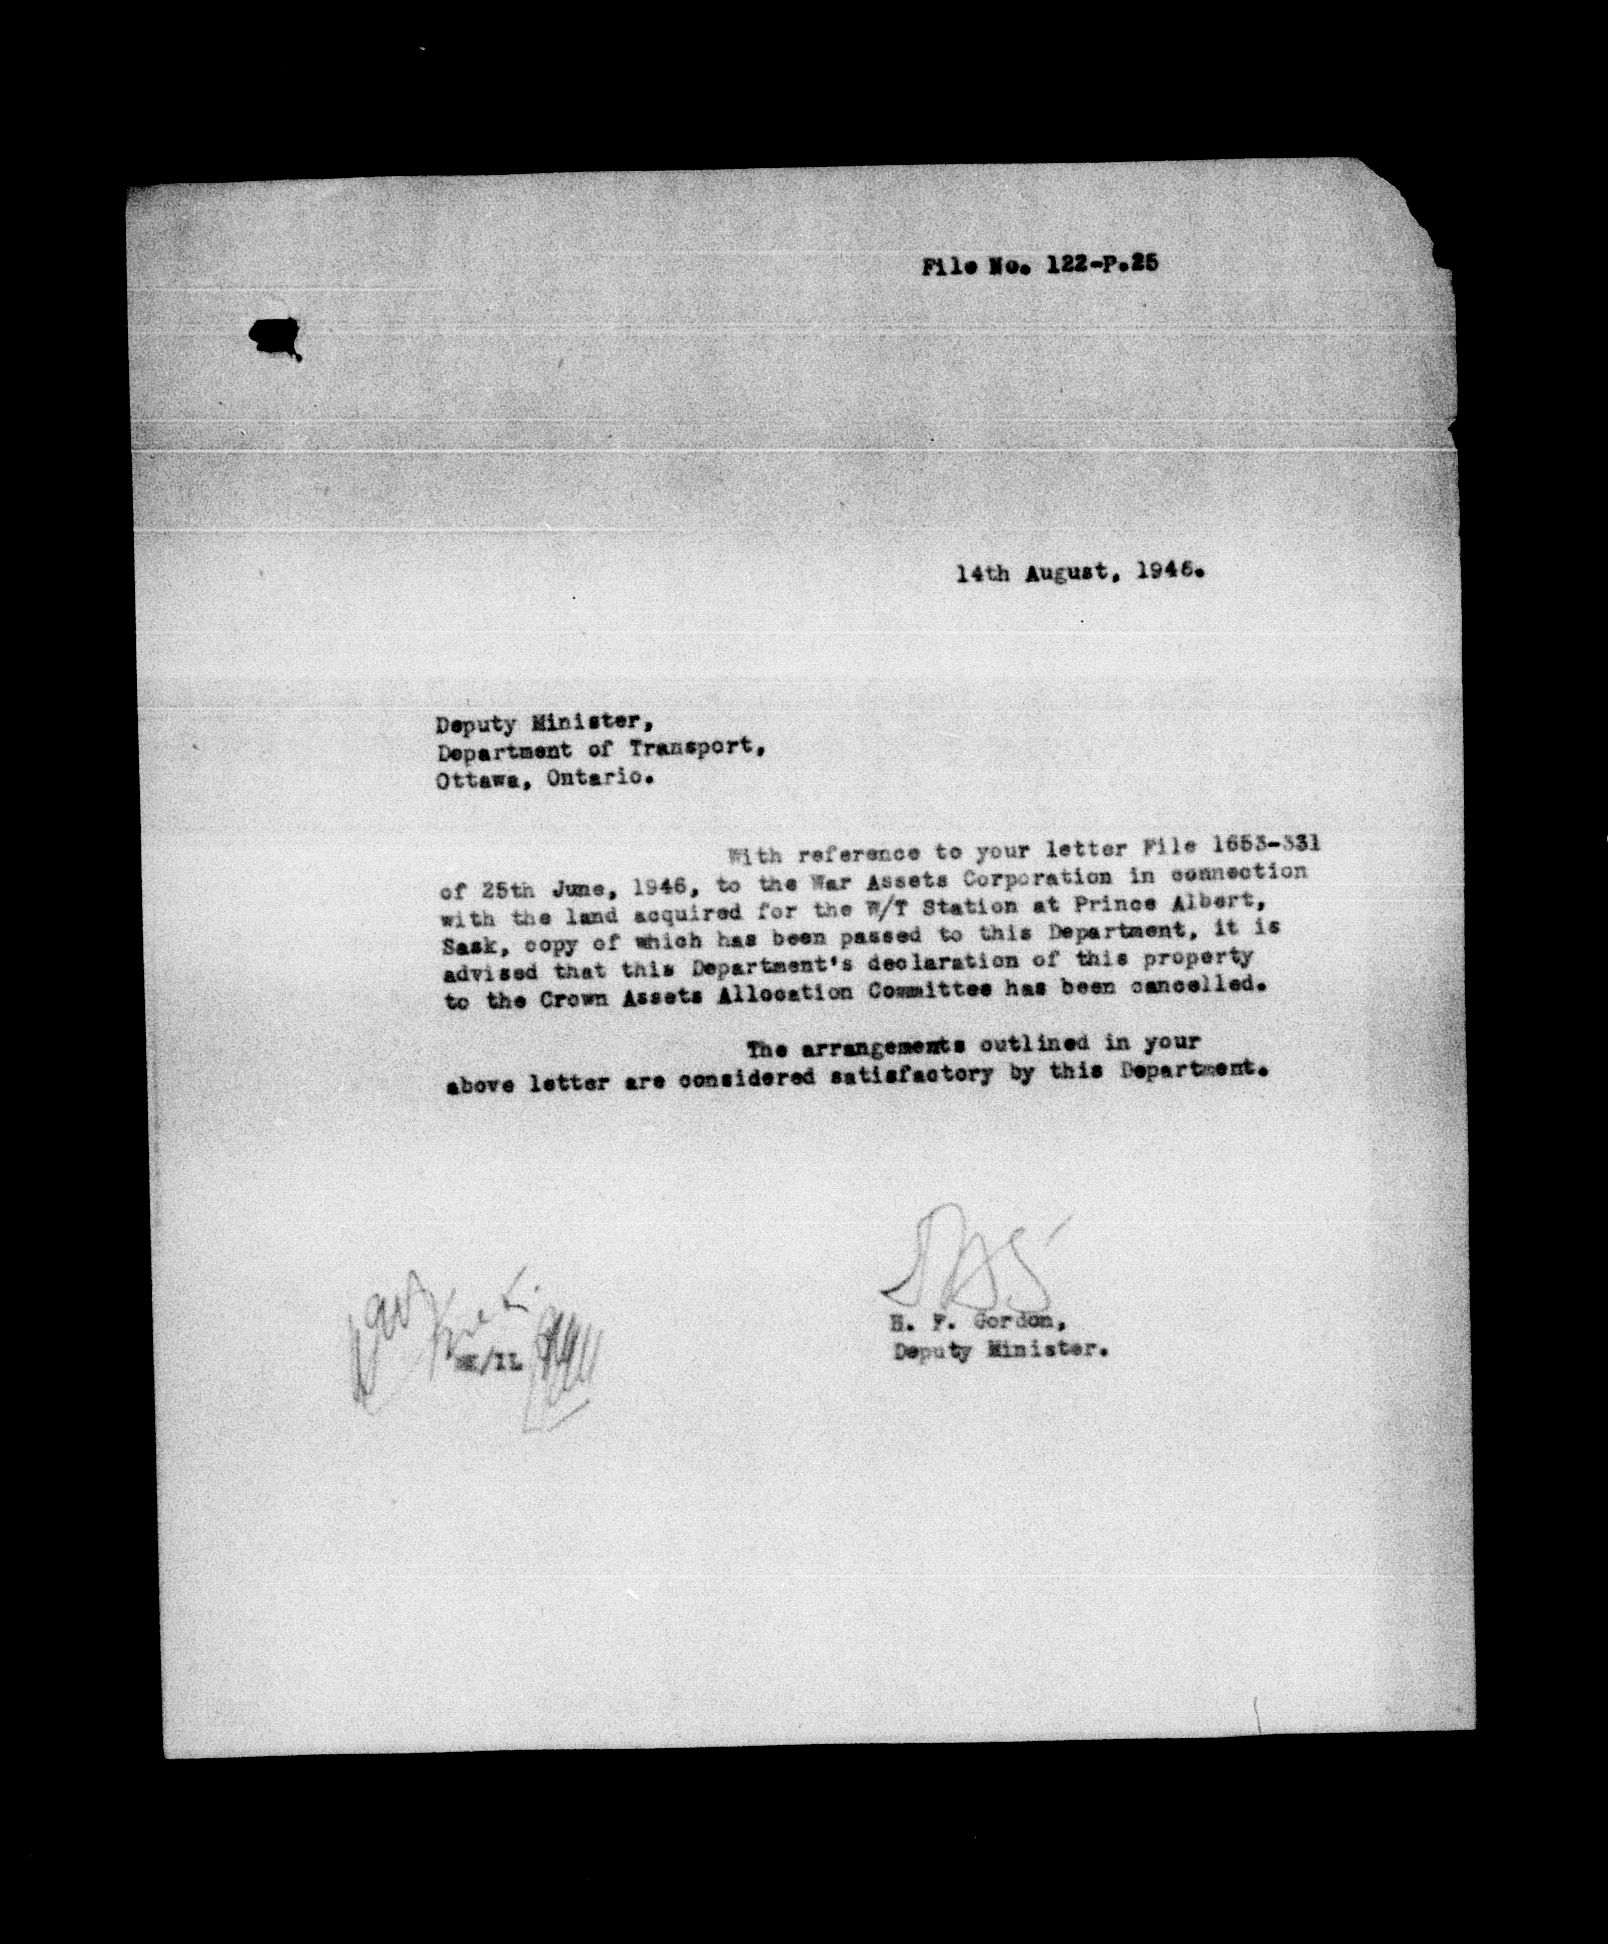 File No. 122-P.25
14th August, 1946.
Deputy Minister,
Department of Transport,
Ottawa, Ontario.
With reference to your letter File 1653-331
of 25th June, 1946, to the War Assets Corporation in connection
with the land acquired for the W/T Station at Prince Albert,
Sask, copy of which has been passed to this Department, it is
advised that this Department's declaration of this property
to the Crown Assets Allocation Committee has been cancelled.
The arrangements outlined in your
above letter are considered satisfactory by this Department.
H. F. Gordon,
/IL
Deputy Minister.